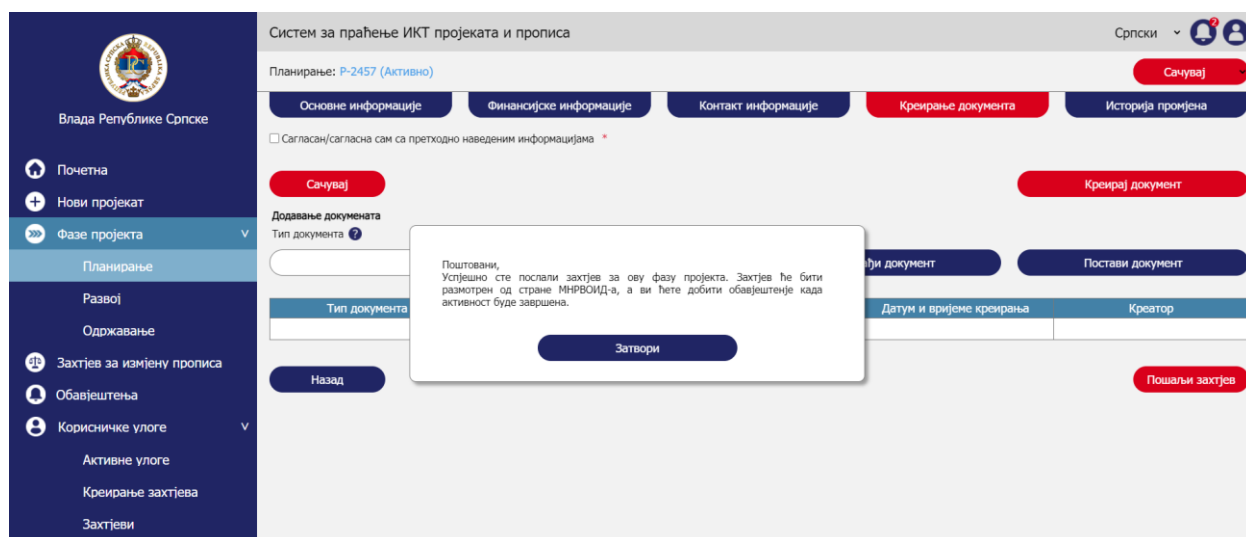 Систем за праћење ИКТ пројеката и прописа
Српски
2
Влада Републике Српске
Почетна
Нови пројекат
Фазе пројекта
Планирање
Развој
Одржавање
Захтјев за измјену прописа
Обавјештења
Корисничке улоге
Активне улоге
Креирање захтјева
Захтјеви
Планирање: P-2457 (Активно)
Сачувај
Основне информације
Финансијске информације
Контакт информације
Креирање документа
Историја промјена
Сагласан/сагласна сам са претходно наведеним информацијама *
Сачувај
Креирај документ
Додавање докумената
Тип документа ?
документ
Постави документ
Поштовани,
Успјешно сте послали захтјев за ову фазу пројекта. Захтјев ће бити
размотрен од стране МНРВОИД-а, а ви ћете добити обавјештење када
активност буде завршена.
Затвори
Тип документа
Датум и вријеме креирања
Креатор
Назад
Пошаљи захтјев